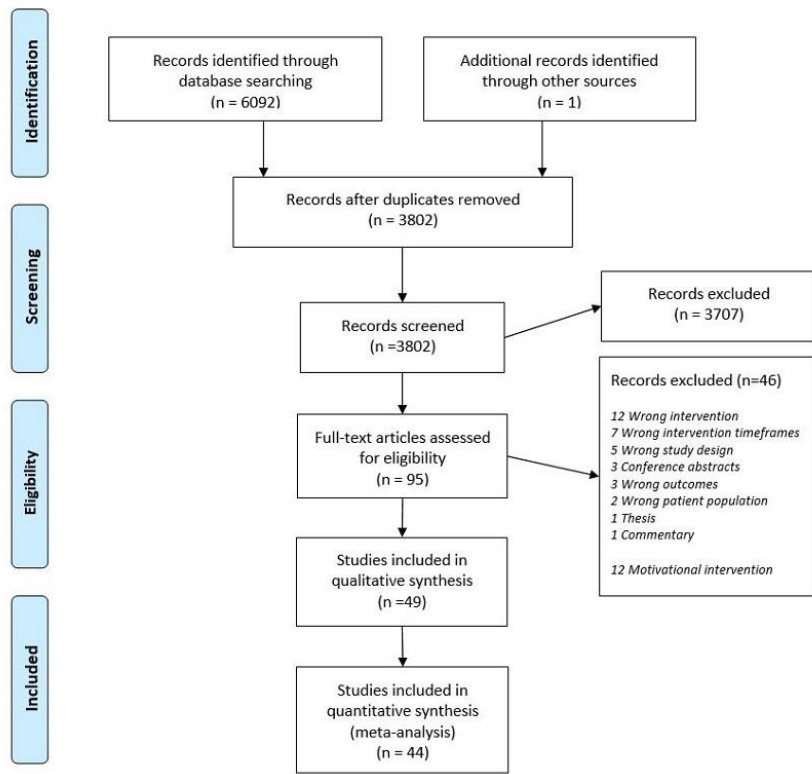 Identification
Records identified through
database searching
(n = 6092)
Additional records identified
through other sources
(n = 1)
Records after duplicates removed
(n = 3802)
Screening
Records screened
(n =3802)
Records excluded
(n = 3707)
Eligibility
Full-text articles assessed
for eligibility
(n = 95)
Records excluded (n=46)
12 Wrong intervention
7 Wrong intervention timeframes
5 Wrong study design
3 Conference abstracts
3 Wrong outcomes
2 Wrong patient population
1 Thesis
1 Commentary
12 Motivational intervention
Studies included in
qualitative synthesis
(n =49)
Included
Studies included in
quantitative synthesis
(meta-analysis)
(n = 44)